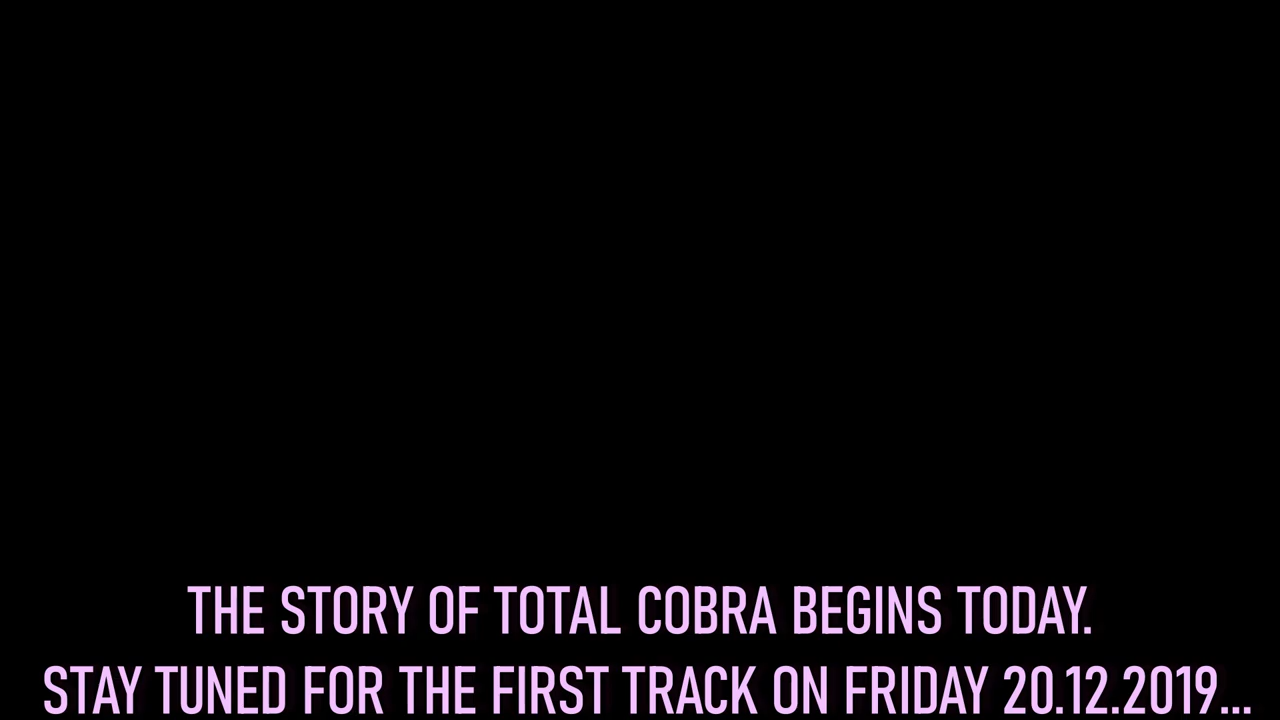 THE STORY OF TOTAL COBRA BEGINS TODAY.
STAY TUNED FOR THE FIRST TRACK ON FRIDAY 20.12.2019...